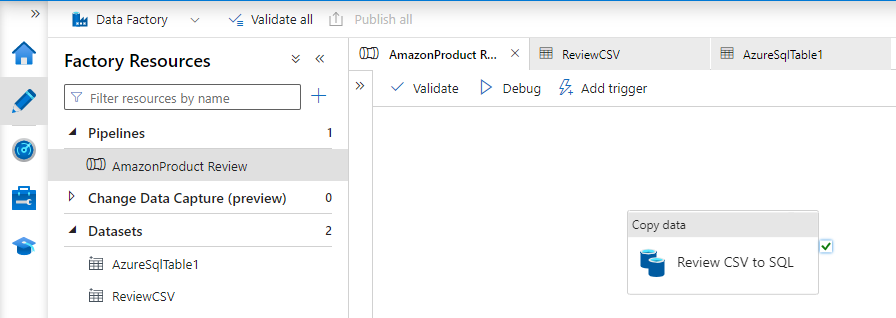 Data Factory
Validate all
Publish all
Factory Resources
Filter resources by name
Pipelines 1
AmazonProduct Review
Change Data Capture (preview) 0
Datasets 2
AzureSqlTable1
ReviewCSV
AmazonProduct R...
ReviewCSV
AzureSqlTable1
Validate
Debug
Add trigger
Copy data
Review CSV to SQL